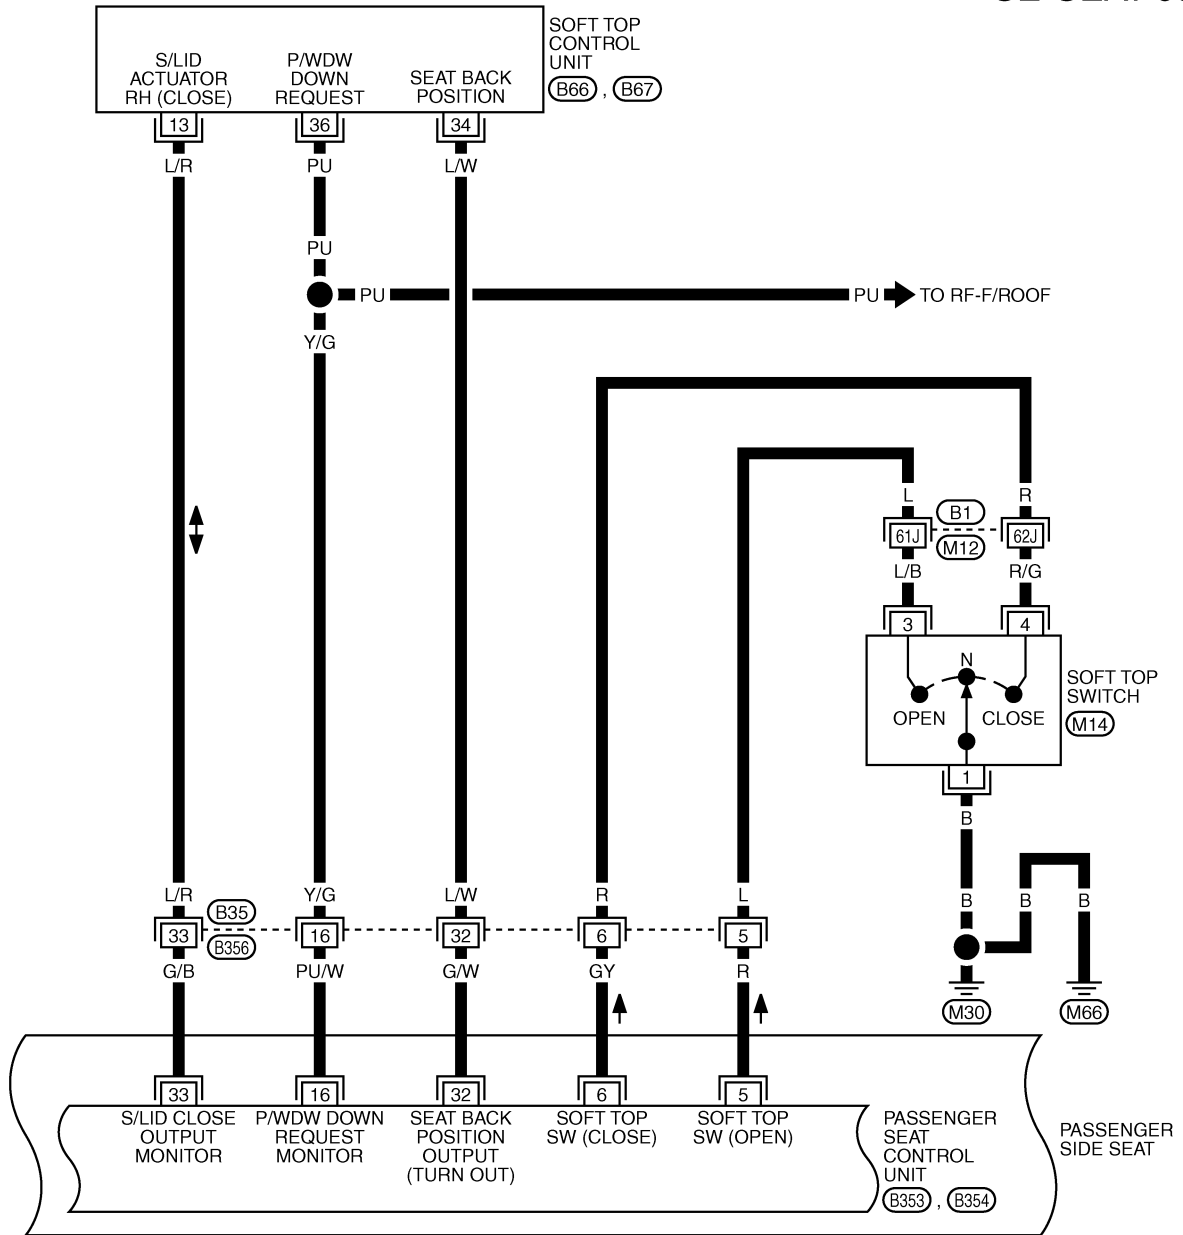 SOFT TOP
CONTROL
UNIT
B66 , B67
S/LID
ACTUATOR
RH (CLOSE)
P/WDW
DOWN
REQUEST
SEAT BACK
POSITION
13 36 34
L/R PU L/W
PU
PU PU TO RF-F/ROOF
Y/G
L R
B1
61J 62J
M12
L/B R/G
3 4
N
OPEN CLOSE
SOFT TOP
SWITCH
M14
1
B
L/R Y/G L/W R L
B B B
B35
33 16 32 6 5
B356
G/B PU/W G/W GY R
M30 M66
33 16 32 6 5
S/LID CLOSE
OUTPUT
MONITOR
P/WDW DOWN
REQUEST
MONITOR
SEAT BACK
POSITION
OUTPUT
(TURN OUT)
SOFT TOP
SW (CLOSE)
SOFT TOP
SW (OPEN)
PASSENGER
SEAT
CONTROL
UNIT
B353 , B354
PASSENGER
SIDE SEAT